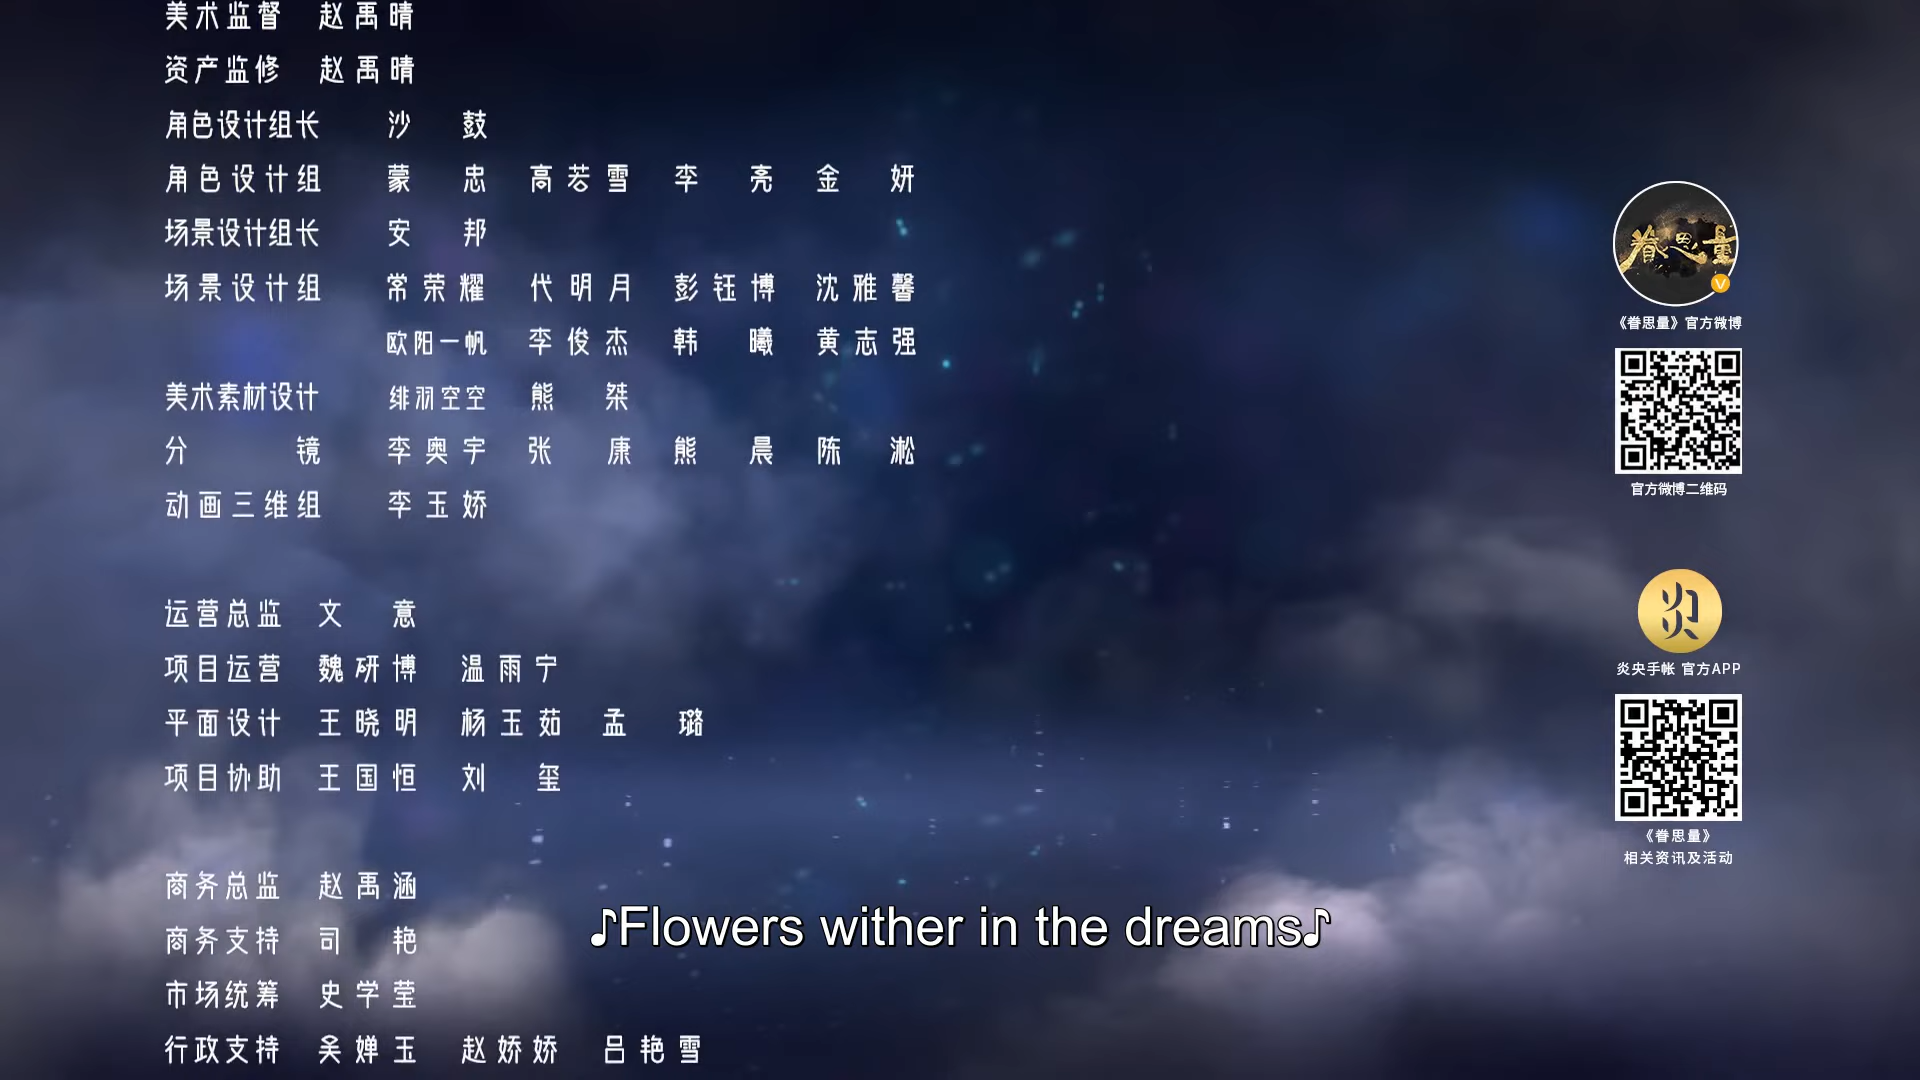 美术监督 赵禹晴
资产监修 赵禹晴
角色设计组长 沙鼓
角色设计组 蒙忠 高若雪 李亮 金妍
场景设计组长 安邦
场景设计组 常荣耀 代明月 彭钰博 沈雅馨
欧阳一帆 李俊杰 韩曦 黄志强
美术素材设计 绯羽空空 熊桀
分镜 李奥宇 张康 熊晨 陈淞
动画三维组 李玉娇
运营总监 文意
项目运营 魏研博 温雨宁
平面设计 王晓明 杨玉茹 孟璐
项目协助 王国恒 刘玺
商务总监 赵禹涵
商务支持 司艳
市场统筹 史学莹
行政支持 吴婵玉 赵娇娇 吕艳雪
♪Flowers wither in the dreams♪
眷思量
V
《眷思量》官方微博
官方微博二维码
炎
炎央手帐 官方APP
《眷思量》
相关资讯及活动